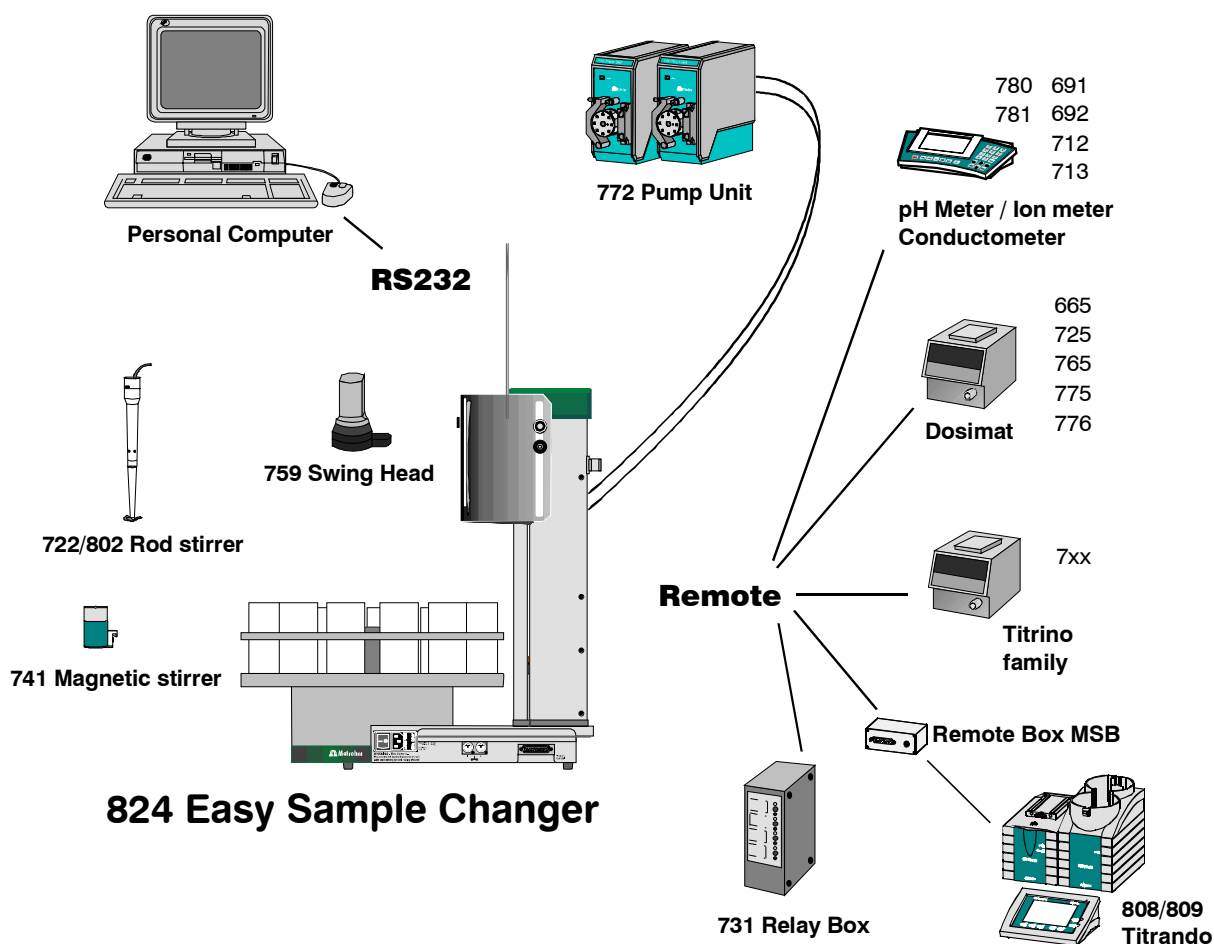 780 691
781 692
712
713
772 Pump Unit
pH Meter / Ion meter
Conductometer
Personal Computer
RS232
665
725
765
775
776
Dosimat
759 Swing Head
722/802 Rod stirrer
7xx
Remote
Titrino
family
741 Magnetic stirrer
Remote Box MSB
Metrohm
824 Easy Sample Changer
731 Relay Box
808/809
Titrando